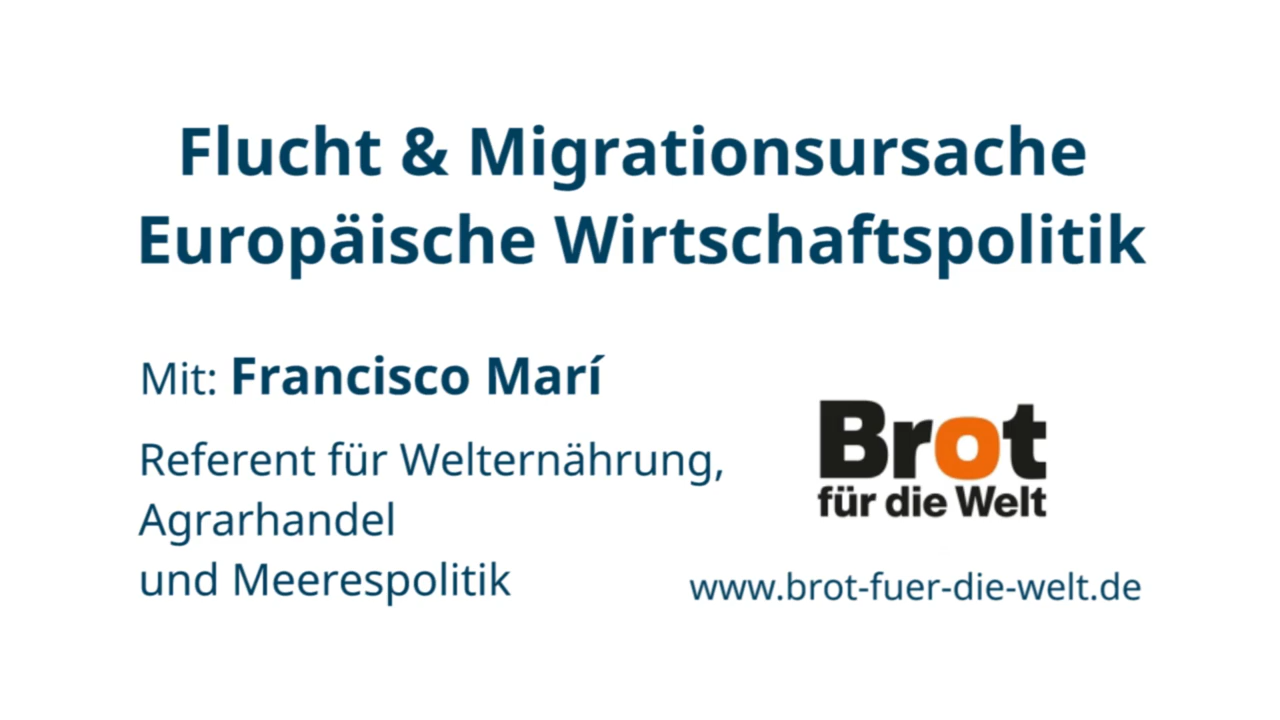 Flucht & Migrationsursache
Europäische Wirtschaftspolitik
Mit: Francisco Marí
Referent für Welternährung,
Agrarhandel
und Meerespolitik
Brot
für die Welt
www.brot-fuer-die-welt.de